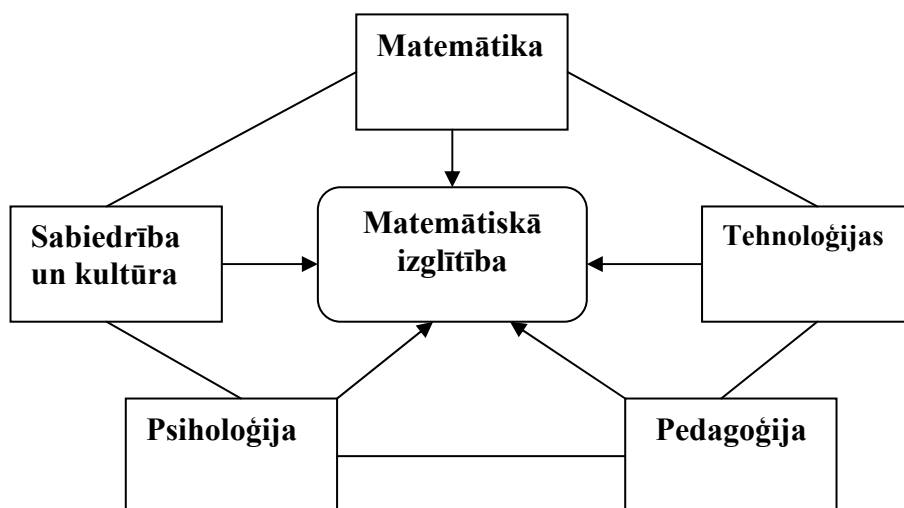 Matemātika
Sabiedrība
un kultūra
Matemātiskā
izglītība
Tehnoloģijas
Psiholoģija
Pedagoģija